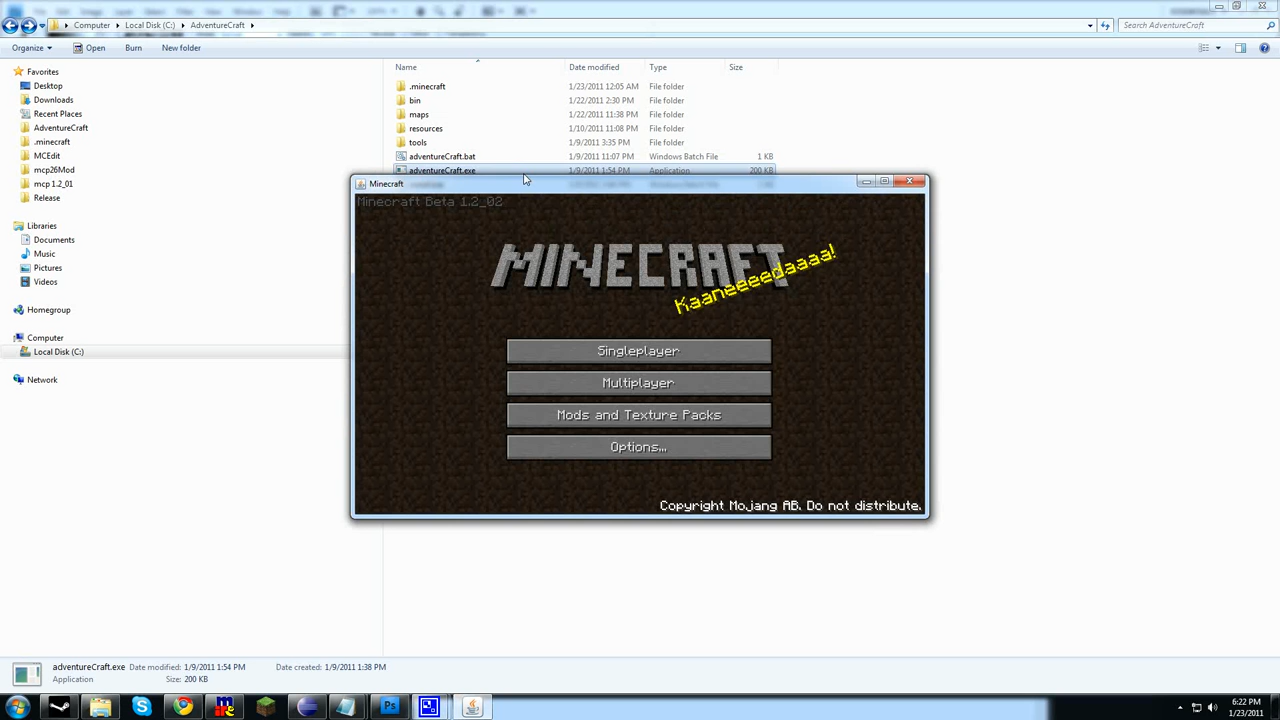 Computer ▸ Local Disk (C:) ▸ AdventureCraft ▸
Search AdventureCraft
Organize ▾ Open Burn New folder
Name Date modified Type Size
Favorites
Desktop
Downloads
Recent Places
AdventureCraft
.minecraft
MCEdit
mcp26Mod
mcp 1.2_01
Release
Libraries
Documents
Music
Pictures
Videos
Homegroup
Computer
Local Disk (C:)
Network
.minecraft 1/23/2011 12:05 AM File folder
bin 1/22/2011 2:30 PM File folder
maps 1/22/2011 11:38 PM File folder
resources 1/10/2011 11:08 PM File folder
tools 1/9/2011 3:35 PM File folder
adventureCraft.bat 1/9/2011 11:07 PM Windows Batch File 1 KB
adventureCraft.exe 1/9/2011 1:54 PM Application 200 KB
Minecraft
Minecraft Beta 1.2_02
MINECRAFT
Kaaneeeedaaaa!
Singleplayer
Multiplayer
Mods and Texture Packs
Options...
Copyright Mojang AB. Do not distribute.
adventureCraft.exe Date modified: 1/9/2011 1:54 PM Date created: 1/9/2011 1:38 PM
Application Size: 200 KB
Ps
6:22 PM
1/23/2011